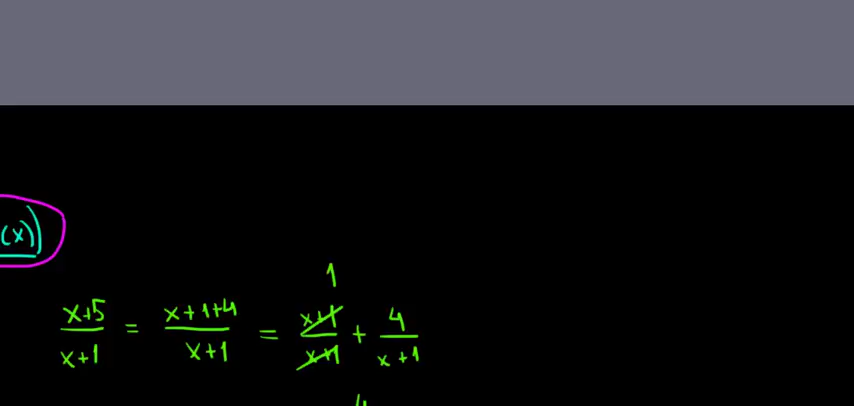 (x))
1
x+5/x+1 = x+1+4/x+1 = x+1/x+1 + 4/x+1